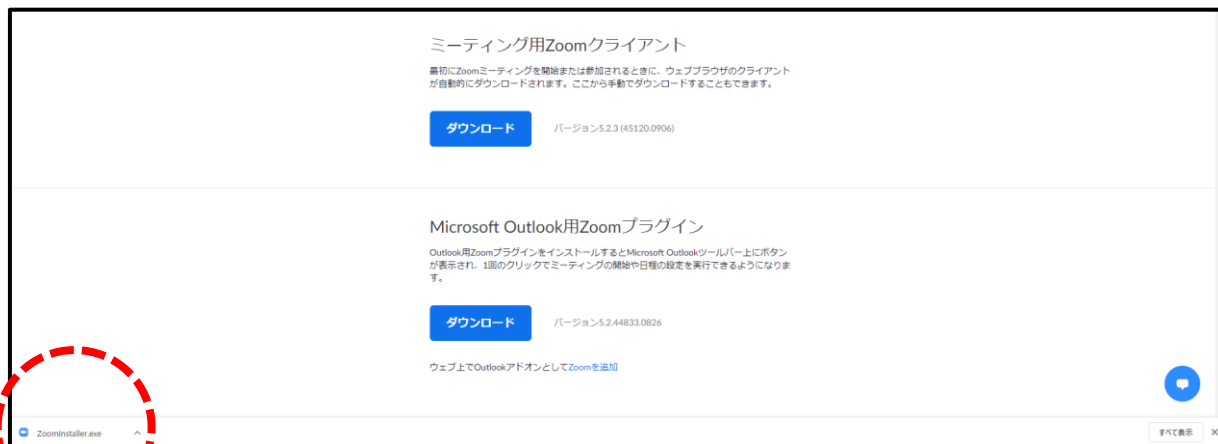 ミーティング用Zoomクライアント
最初にZoomミーティングを開始または参加されるときに、ウェブブラウザのクライアント
が自動的にダウンロードされます。ここから手動でダウンロードすることもできます。
ダウンロード バージョン5.2.3 (45120.0906)
Microsoft Outlook用Zoomプラグイン
Outlook用ZoomプラグインをインストールするとMicrosoft Outlookツールバー上にボタン
が表示され、1回のクリックでミーティングの開始や日程の設定を実行できるようになりま
す。
ダウンロード バージョン5.2.44833.0826
ウェブ上でOutlookアドオンとしてZoomを追加
ZoomInstaller.exe すべて表示